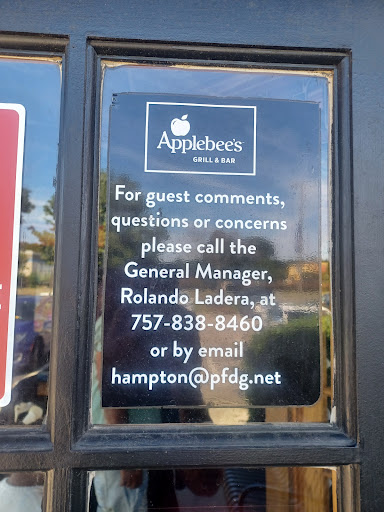 Applebee's
GRILL & BAR
For guest comments,
questions or concerns
please call the
General Manager,
Rolando Ladera, at
757-838-8460
or by email
hampton@pfdg.net